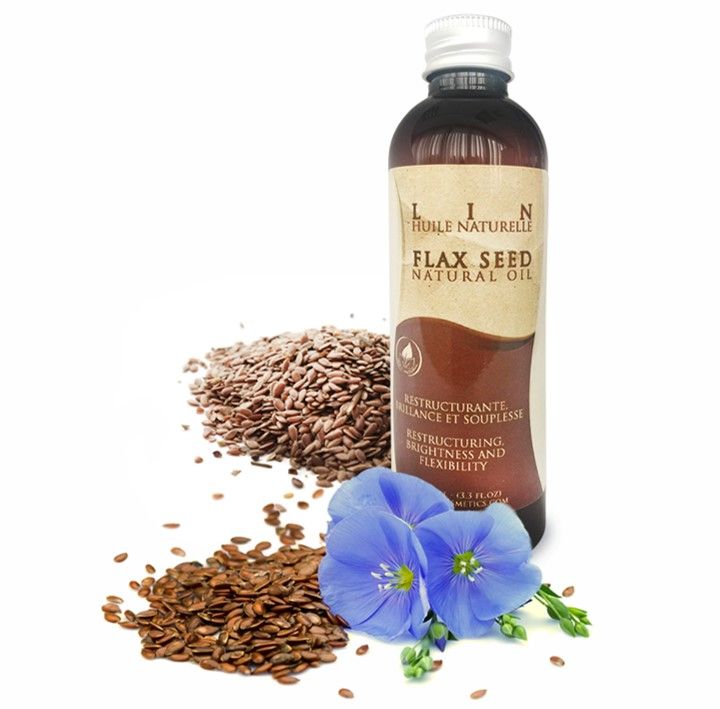 LIN
HUILE NATURELLE
FLAX SEED
NATURAL OIL
RESTRUCTURANTE,
BRILLANCE ET SOUPLESSE
RESTRUCTURING,
BRIGHTNESS AND
FLEXIBILITY
(3.3 FL.OZ)